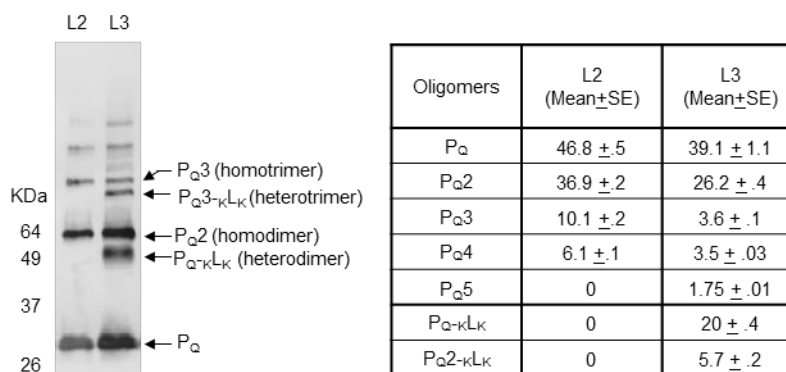 L2 L3
KDa
64
49
37
26
PQ3 (homotrimer)
PQ3-KLK (heterotrimer)
PQ2 (homodimer)
PQ-KLK (heterodimer)
PQ
Oligomers L2 (Mean±SE) L3 (Mean±SE)
PQ 46.8 ±.5 39.1 ±1.1
PQ2 36.9 ±.2 26.2 ± .4
PQ3 10.1 ±.2 3.6 ± .1
PQ4 6.1 ±.1 3.5 ± .03
PQ5 0 1.75 ± .01
PQ-KLK 0 20 ± .4
PQ2-KLK 0 5.7 ± .2